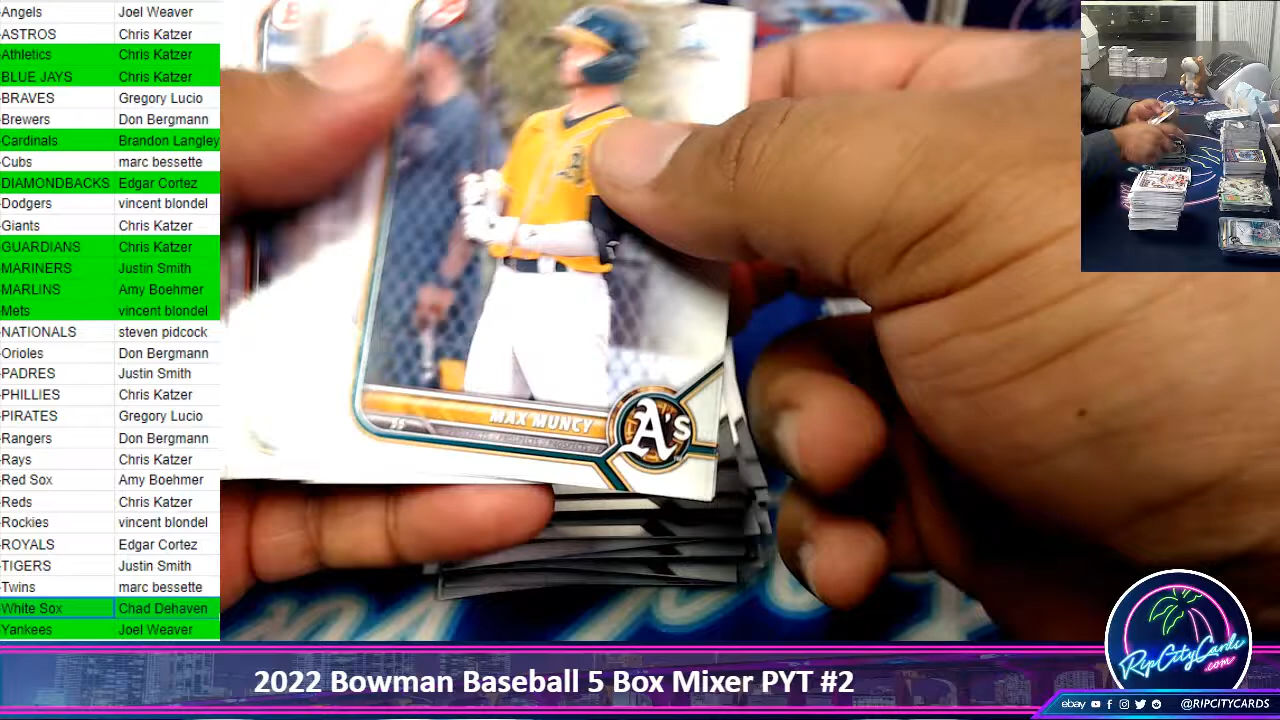 -Angels Joel Weaver
-ASTROS Chris Katzer
-Athletics Chris Katzer
-BLUE JAYS Chris Katzer
-BRAVES Gregory Lucio
-Brewers Don Bergmann
-Cardinals Brandon Langley
-Cubs marc bessette
-DIAMONDBACKS Edgar Cortez
-Dodgers vincent blondel
-Giants Chris Katzer
-GUARDIANS Chris Katzer
-MARINERS Justin Smith
-MARLINS Amy Boehmer
-Mets vincent blondel
-NATIONALS steven pidcock
-Orioles Don Bergmann
-PADRES Justin Smith
-PHILLIES Chris Katzer
-PIRATES Gregory Lucio
-Rangers Don Bergmann
-Rays Chris Katzer
-Red Sox Amy Boehmer
-Reds Chris Katzer
-Rockies vincent blondel
-ROYALS Edgar Cortez
-TIGERS Justin Smith
-Twins marc bessette
-White Sox Chad Dehaven
-Yankees Joel Weaver
MAX MUNCY
SS
A's
RipCityCards
.com
2022 Bowman Baseball 5 Box Mixer PYT #2
ebay @RIPCITYCARDS